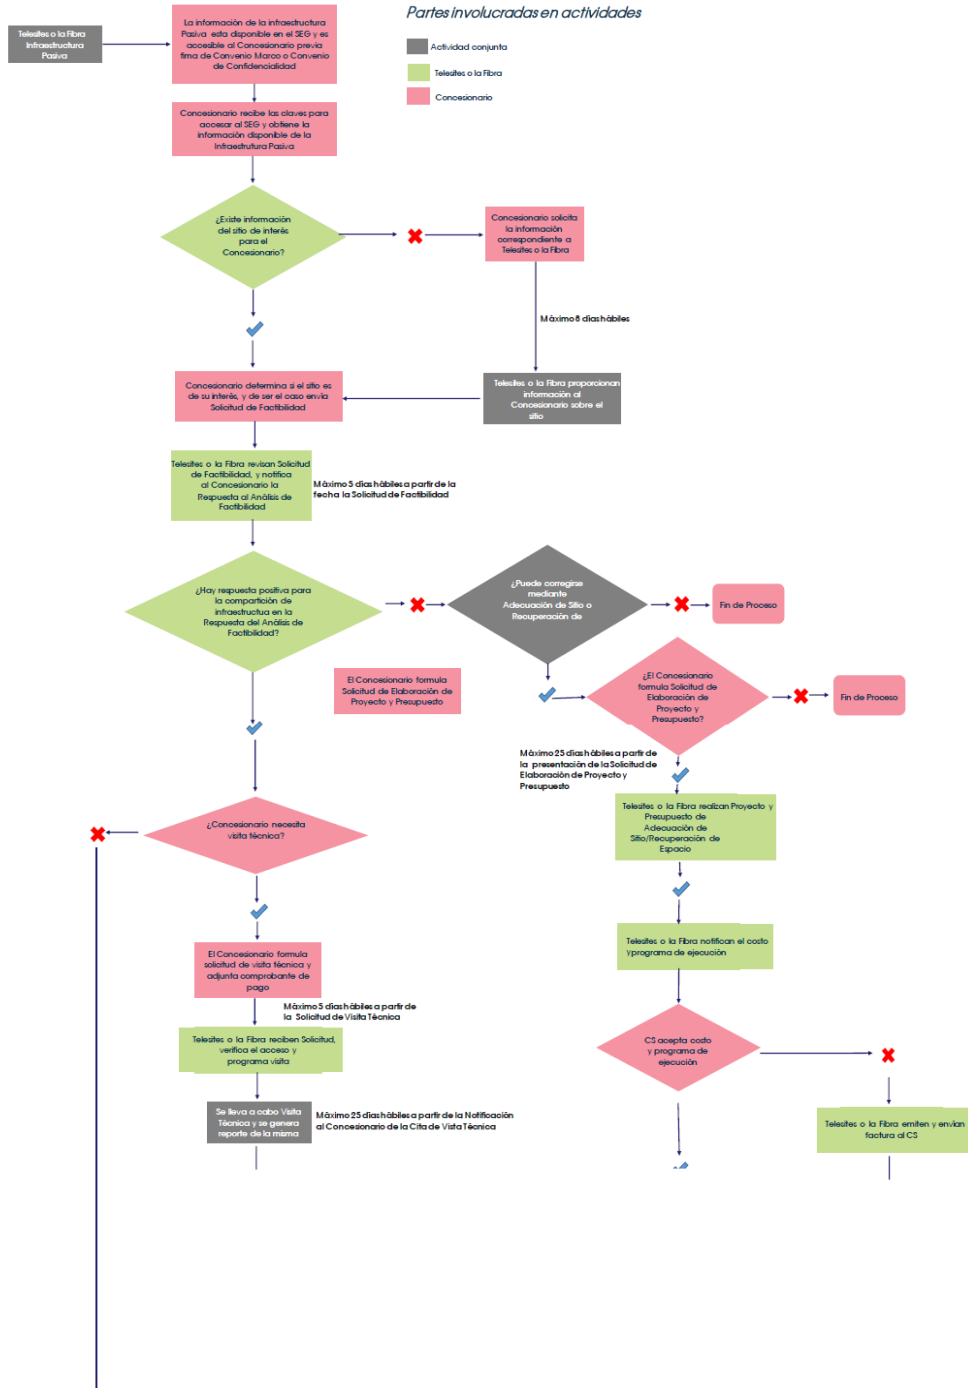 Partes involucradas en actividades
Actividad conjunta
Telesites o la Fibra
Concesionario
Telesites o la Fibra
Infraestructura
Pasiva
La información de la infraestructura
Pasiva esta disponible en el SEG y es
accesible al Concesionario previa
firma de Convenio Marco o Convenio
de Confidencialidad
Concesionario recibe las claves para
accesar al SEG y obtiene la
información disponible de la
Infraestrutura Pasiva
¿Existe información
del sitio de interés
para el
Concesionario?
Concesionario solicita
la información
correspondiente a
Telesites o la Fibra
Máximo 8 días hábiles
Telesites o la Fibra proporcionan
información al
Concesionario sobre el
sitio
Concesionario determina si el sitio es
de su interés, y de ser el caso envía
Solicitud de Factibilidad
Telesites o la Fibra revisan Solicitud
de Factibilidad, y notifica
al Concesionario la
Respuesta al Análisis de
Factibilidad
Máximo 5 días hábiles a partir de la
fecha la Solicitud de Factibilidad
¿Hay respuesta positiva para
la compartición de
infraestructua en la
Respuesta del Análisis de
Factibilidad?
¿Puede corregirse
mediante
Adecuación de Sitio o
Recuperación de
Fin de Proceso
El Concesionario formula
Solicitud de Elaboración de
Proyecto y Presupuesto
¿El Concesionario
formula Solicitud de
Elaboración de
Proyecto y
Presupuesto?
Fin de Proceso
Máximo 25 días hábiles a partir de
la presentación de la Solicitud de
Elaboración de Proyecto y
Presupuesto
Telesites o la Fibra realizan Proyecto y
Presupuesto de
Adecuación de
Sitio/Recuperación de
Espacio
¿Concesionario necesita
visita técnica?
Telesites o la Fibra notifican el costo
y programa de ejecución
El Concesionario formula
solicitud de visita técnica y
adjunta comprobante de
pago
Máximo 5 días hábiles a partir de
la Solicitud de Visita Técnica
Telesites o la Fibra reciben Solicitud,
verifica el acceso y
programa visita
CS acepta costo
y programa de
ejecución
Se lleva a cabo Visita
Técnica y se genera
reporte de la misma
Máximo 25 días hábiles a partir de la Notificación
al Concesionario de la Cita de Vista Técnica
Telesites o la Fibra emiten y envían
factura al CS